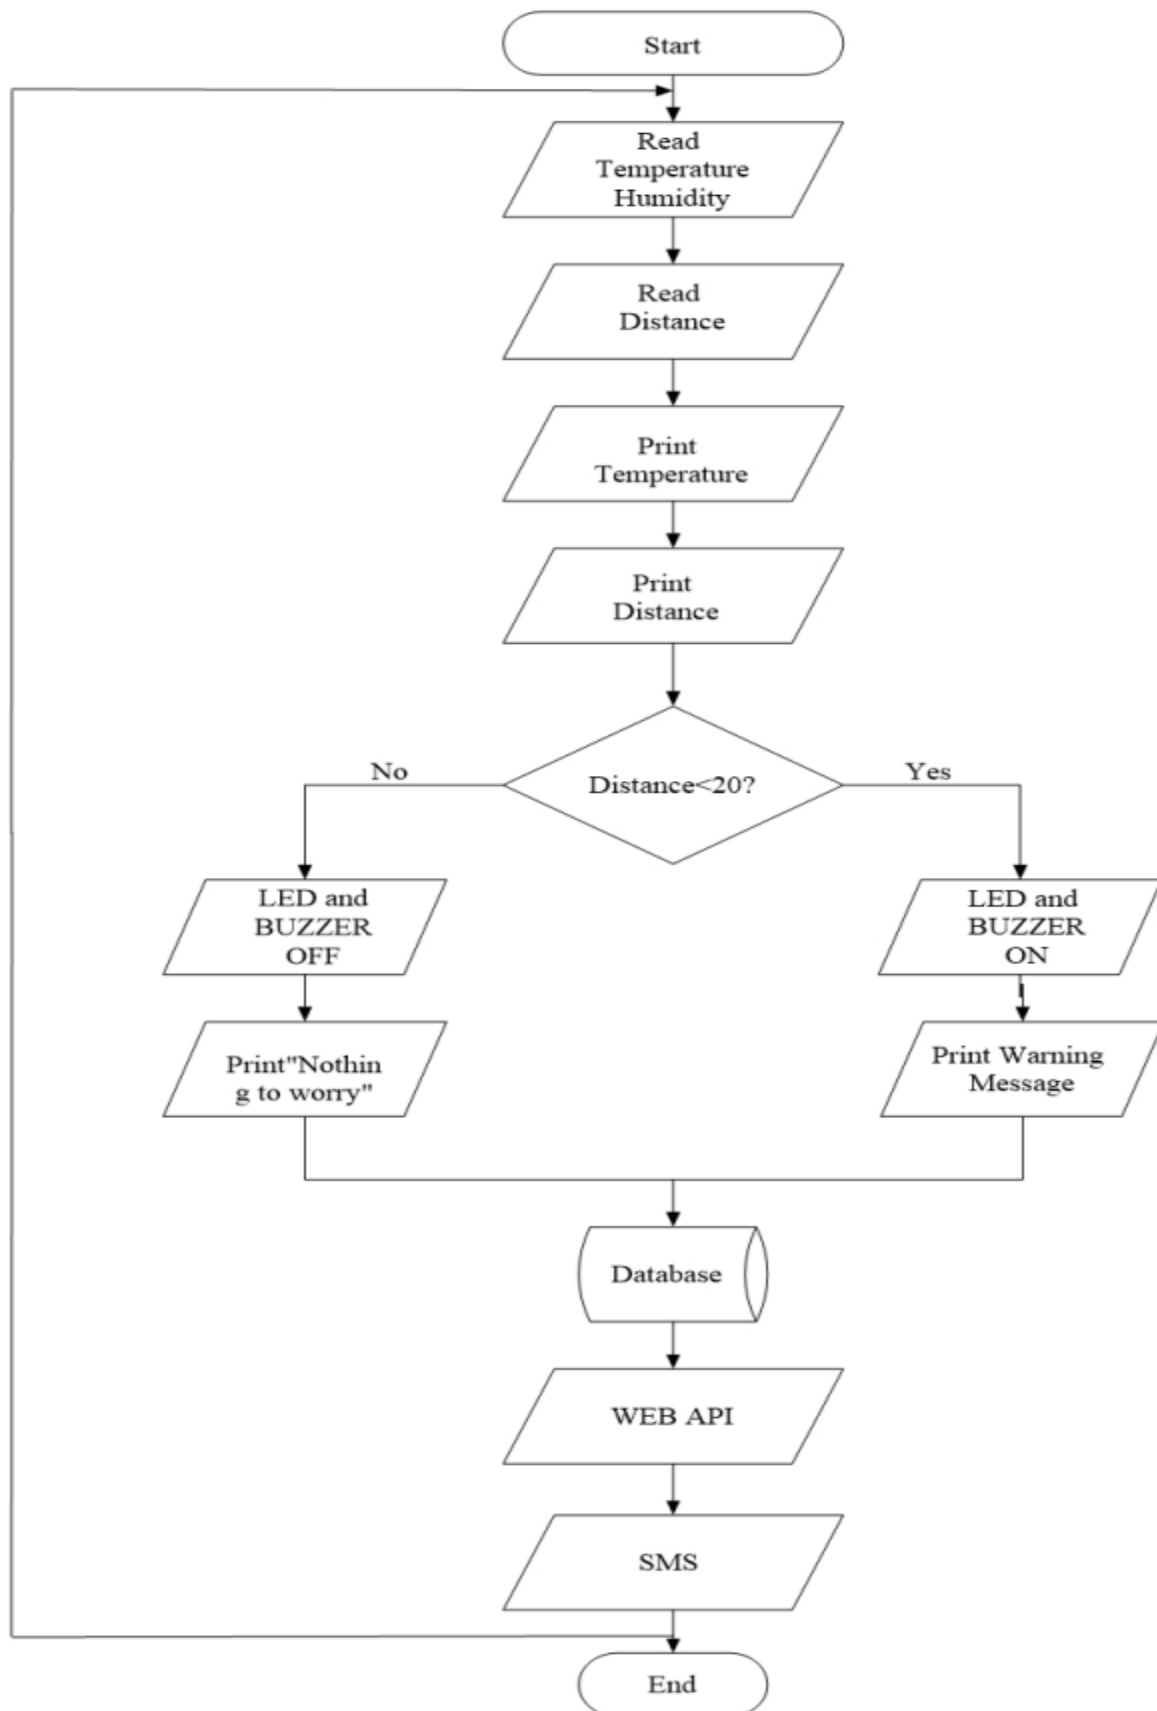 Start
Read
Temperature
Humidity
Read
Distance
Print
Temperature
Print
Distance
Distance<20?
No
Yes
LED and
BUZZER
OFF
LED and
BUZZER
ON
Print"Nothin
g to worry"
Print Warning
Message
Database
WEB API
SMS
End